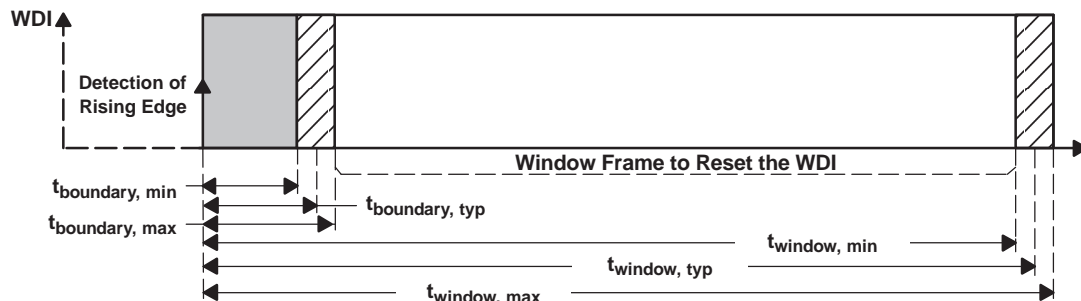 WDI
Detection of
Rising Edge
Window Frame to Reset the WDI
tboundary, min
tboundary, typ
tboundary, max
twindow, min
twindow, typ
twindow, max